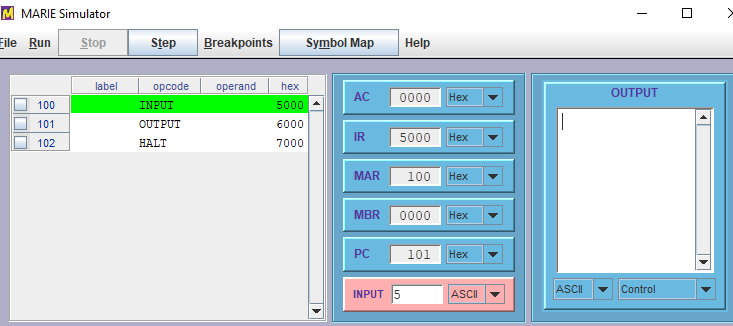 MARIE Simulator
File Run Stop Step Breakpoints Symbol Map Help
label opcode operand hex
100 INPUT 5000
101 OUTPUT 6000
102 HALT 7000
AC 0000 Hex
IR 5000 Hex
MAR 100 Hex
MBR 0000 Hex
PC 101 Hex
INPUT 5 ASCII
OUTPUT
ASCII Control